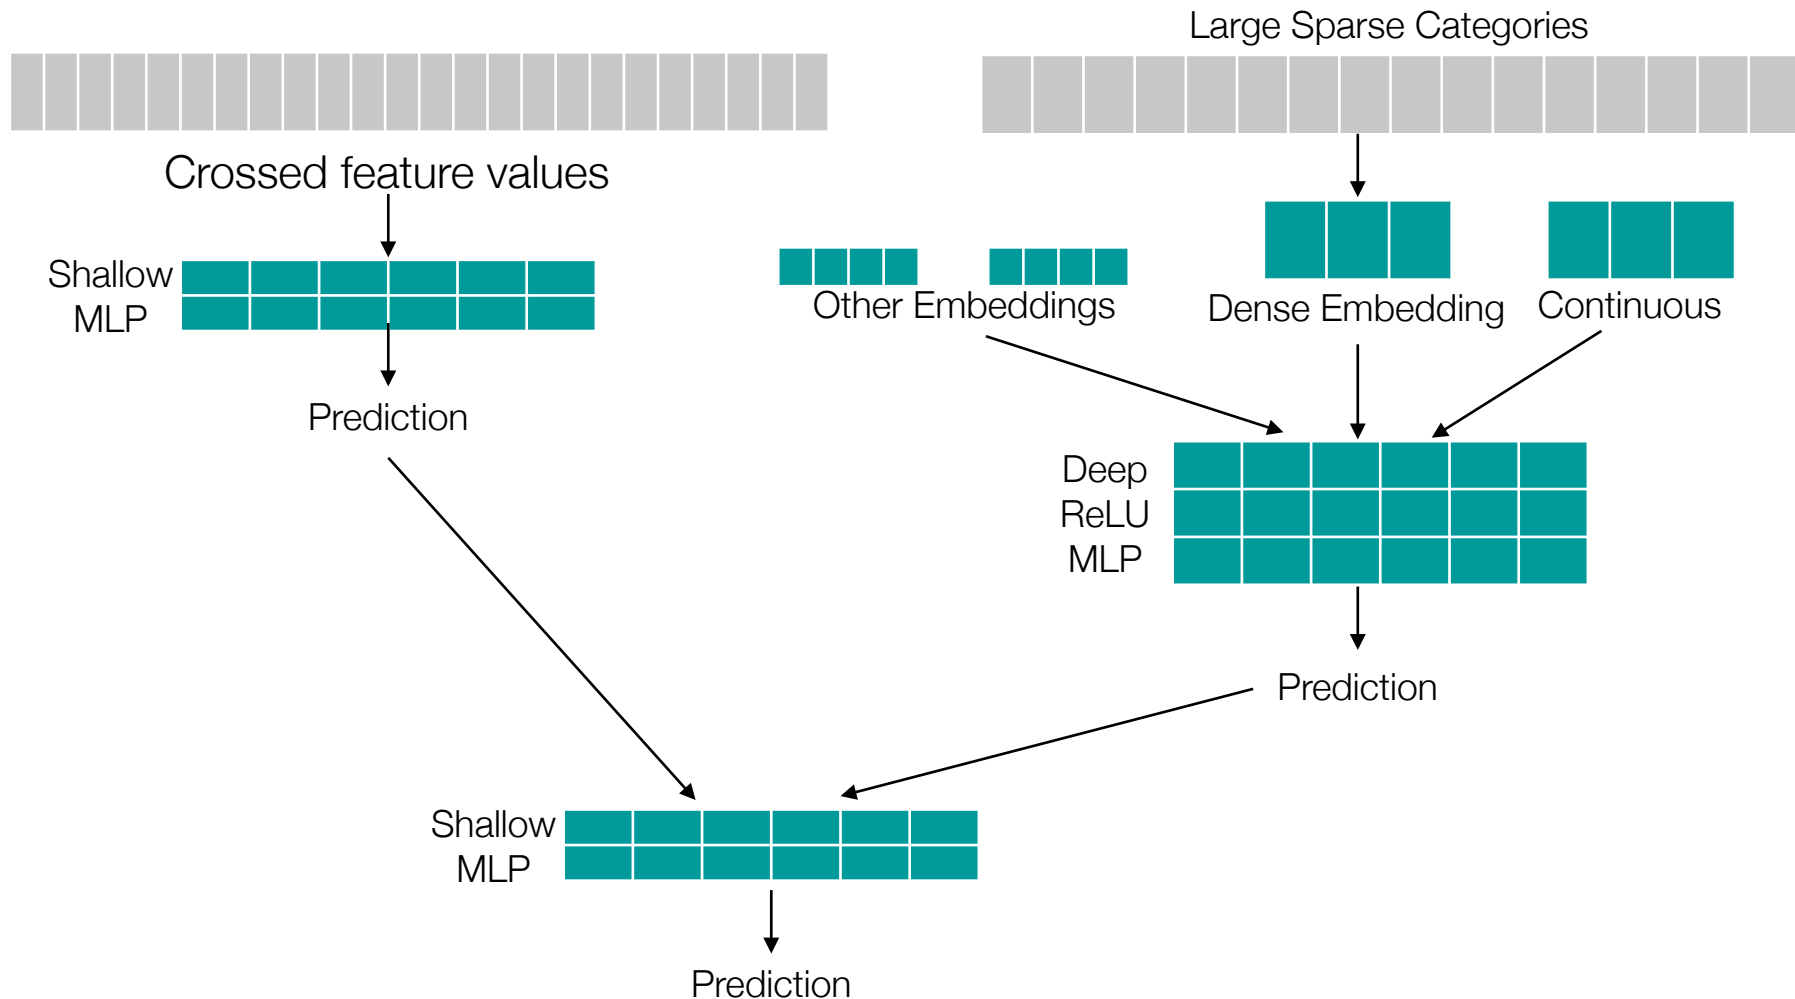 Large Sparse Categories
Crossed feature values
Shallow
MLP
Other Embeddings
Dense Embedding
Continuous
Prediction
Deep
ReLU
MLP
Prediction
Shallow
MLP
Prediction